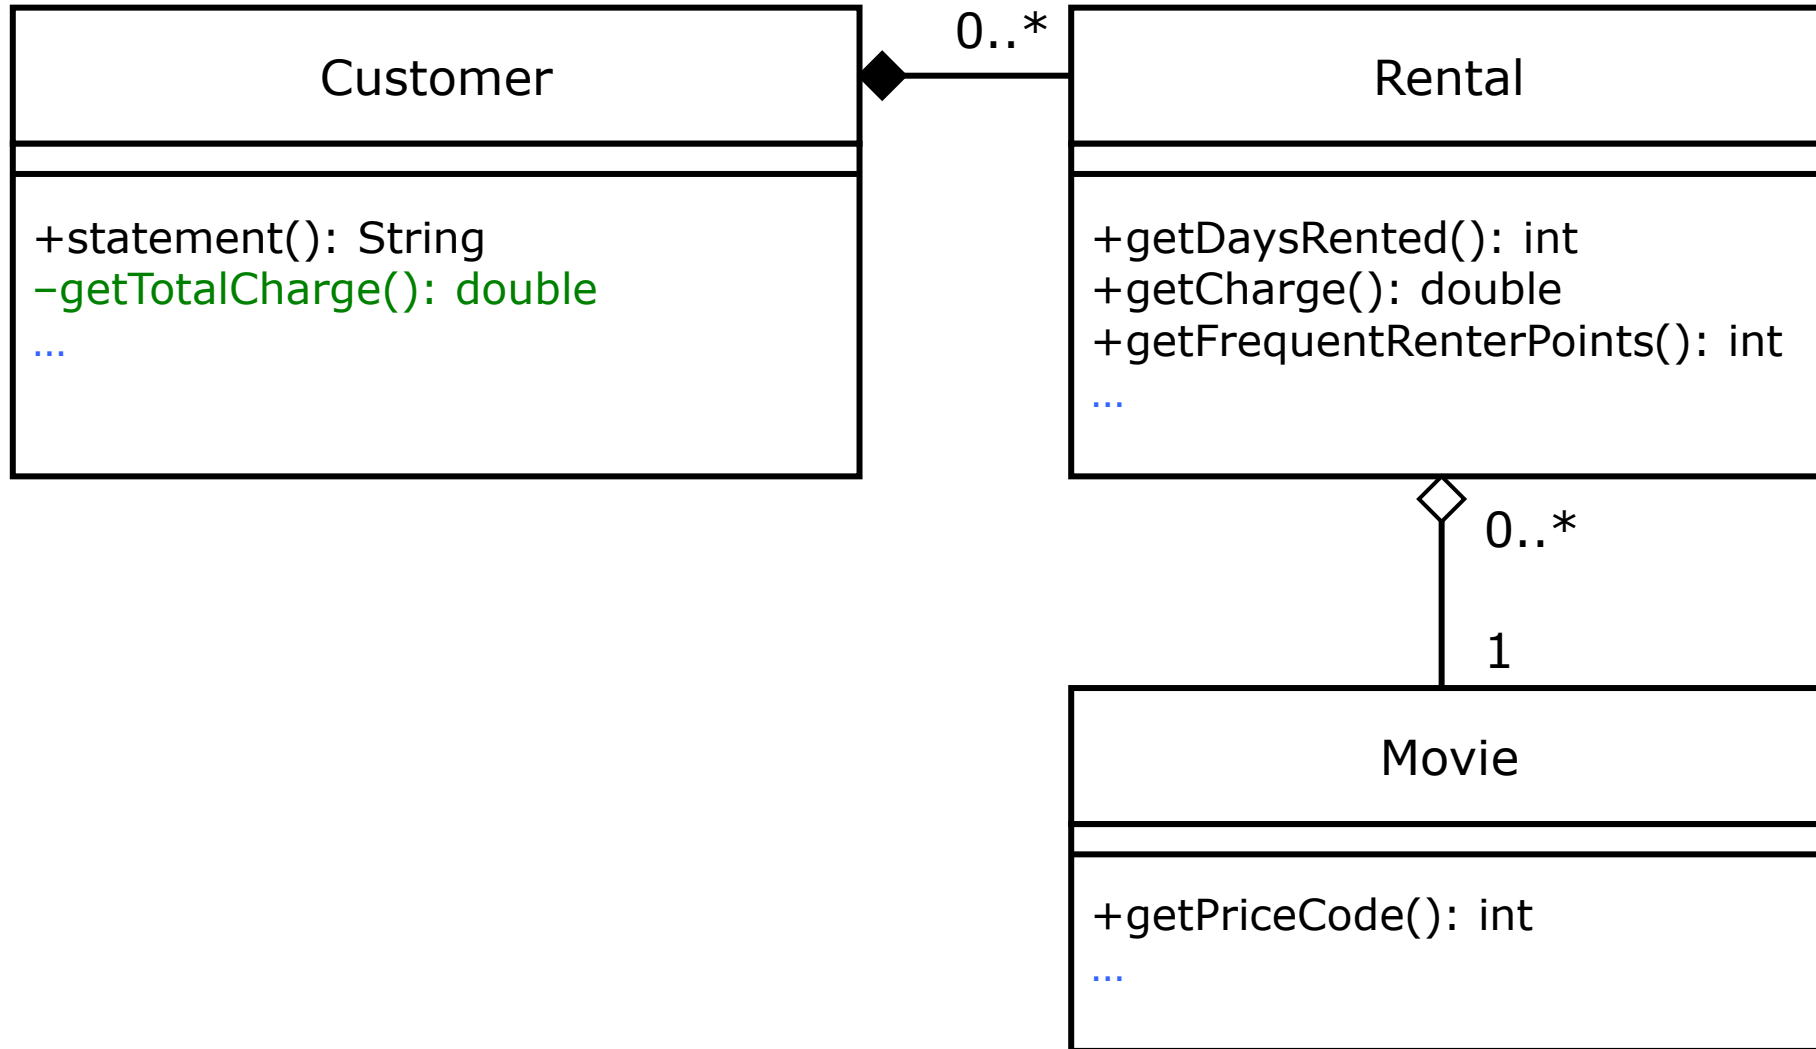 Customer
0..*
Rental
+statement(): String
−getTotalCharge(): double
...
+getDaysRented(): int
+getCharge(): double
+getFrequentRenterPoints(): int
...
0..*
1
Movie
+getPriceCode(): int
...